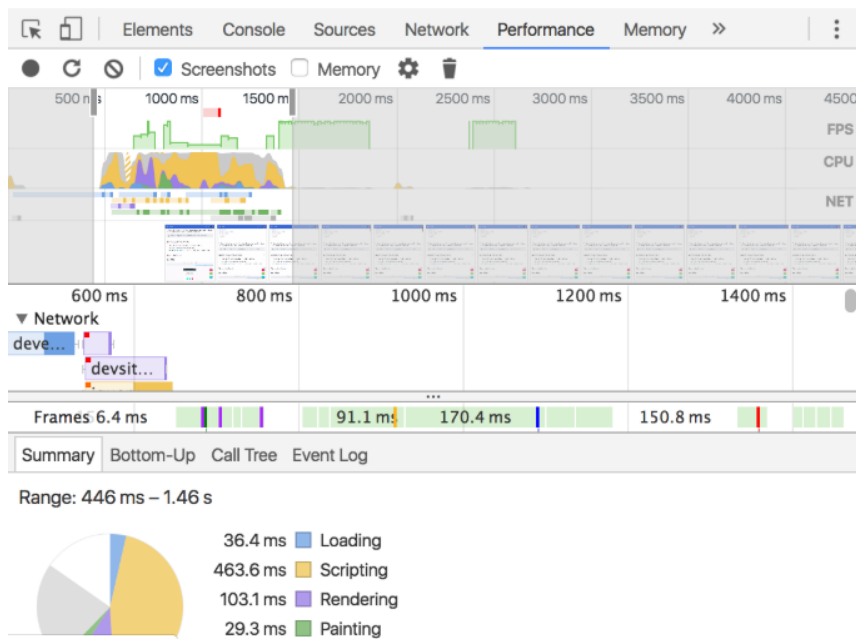 Elements Console Sources Network Performance Memory
Screenshots Memory
500 ms 1000 ms 1500 ms 2000 ms 2500 ms 3000 ms 3500 ms 4000 ms 4500
FPS
CPU
NET
600 ms 800 ms 1000 ms 1200 ms 1400 ms
Network
deve...
devsit...
Frames 6.4 ms 91.1 ms 170.4 ms 150.8 ms
Summary Bottom-Up Call Tree Event Log
Range: 446 ms – 1.46 s
36.4 ms Loading
463.6 ms Scripting
103.1 ms Rendering
29.3 ms Painting